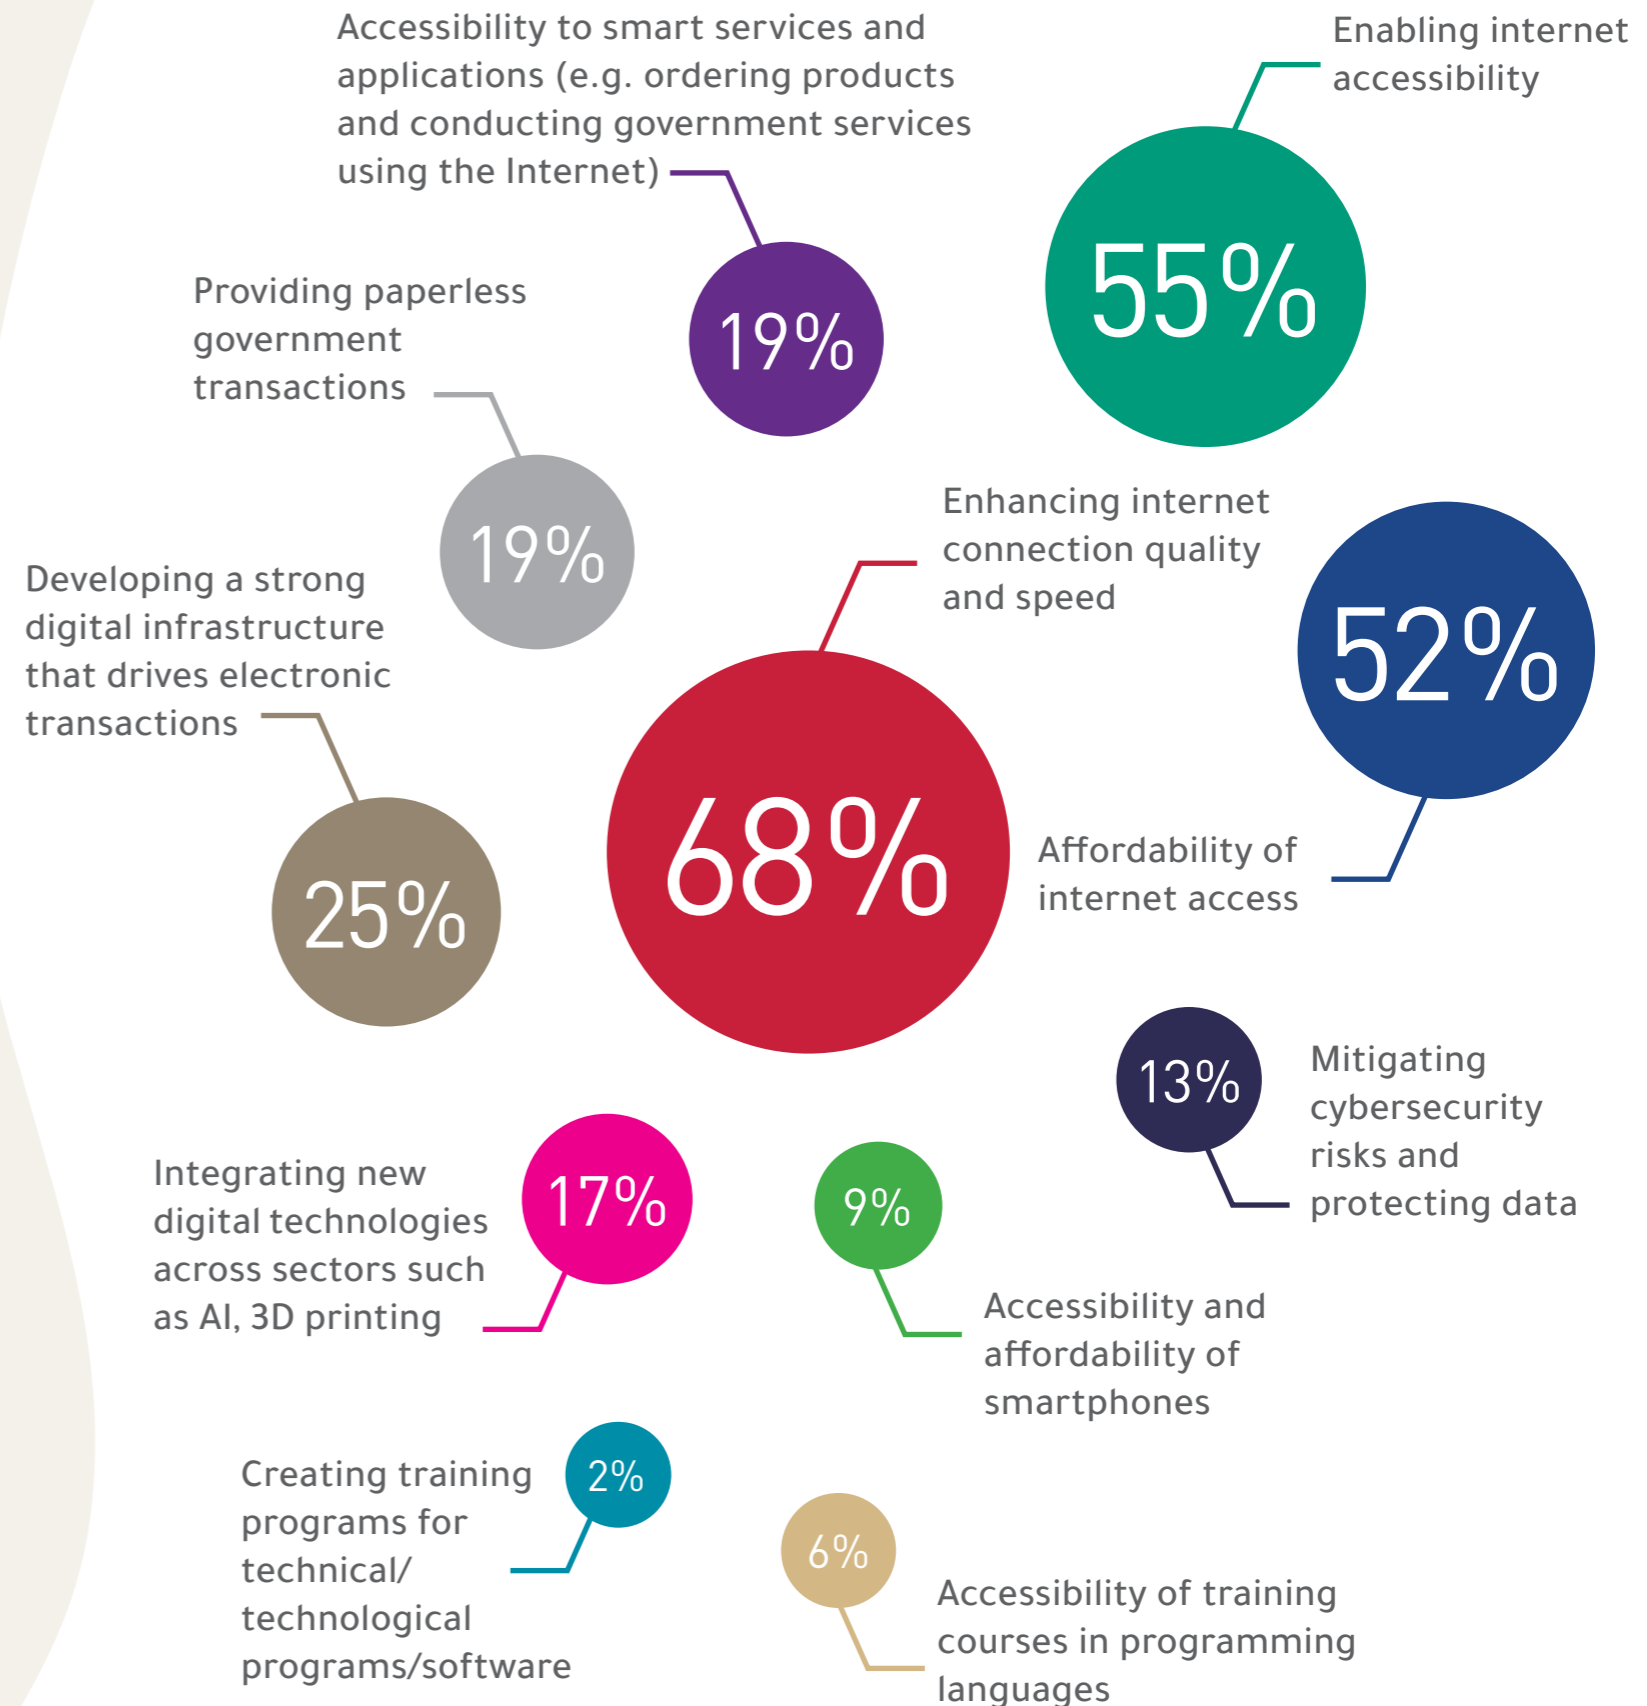 Accessibility to smart services and
applications (e.g. ordering products
and conducting government services
using the Internet)
19%
Enabling internet
accessibility
55%
Providing paperless
government
transactions
19%
Enhancing internet
connection quality
and speed
68%
52%
Affordability of
internet access
Developing a strong
digital infrastructure
that drives electronic
transactions
25%
13%
Mitigating
cybersecurity
risks and
protecting data
Integrating new
digital technologies
across sectors such
as AI, 3D printing
17%
9%
Accessibility and
affordability of
smartphones
Creating training
programs for
technical/
technological
programs/software
2%
6%
Accessibility of training
courses in programming
languages